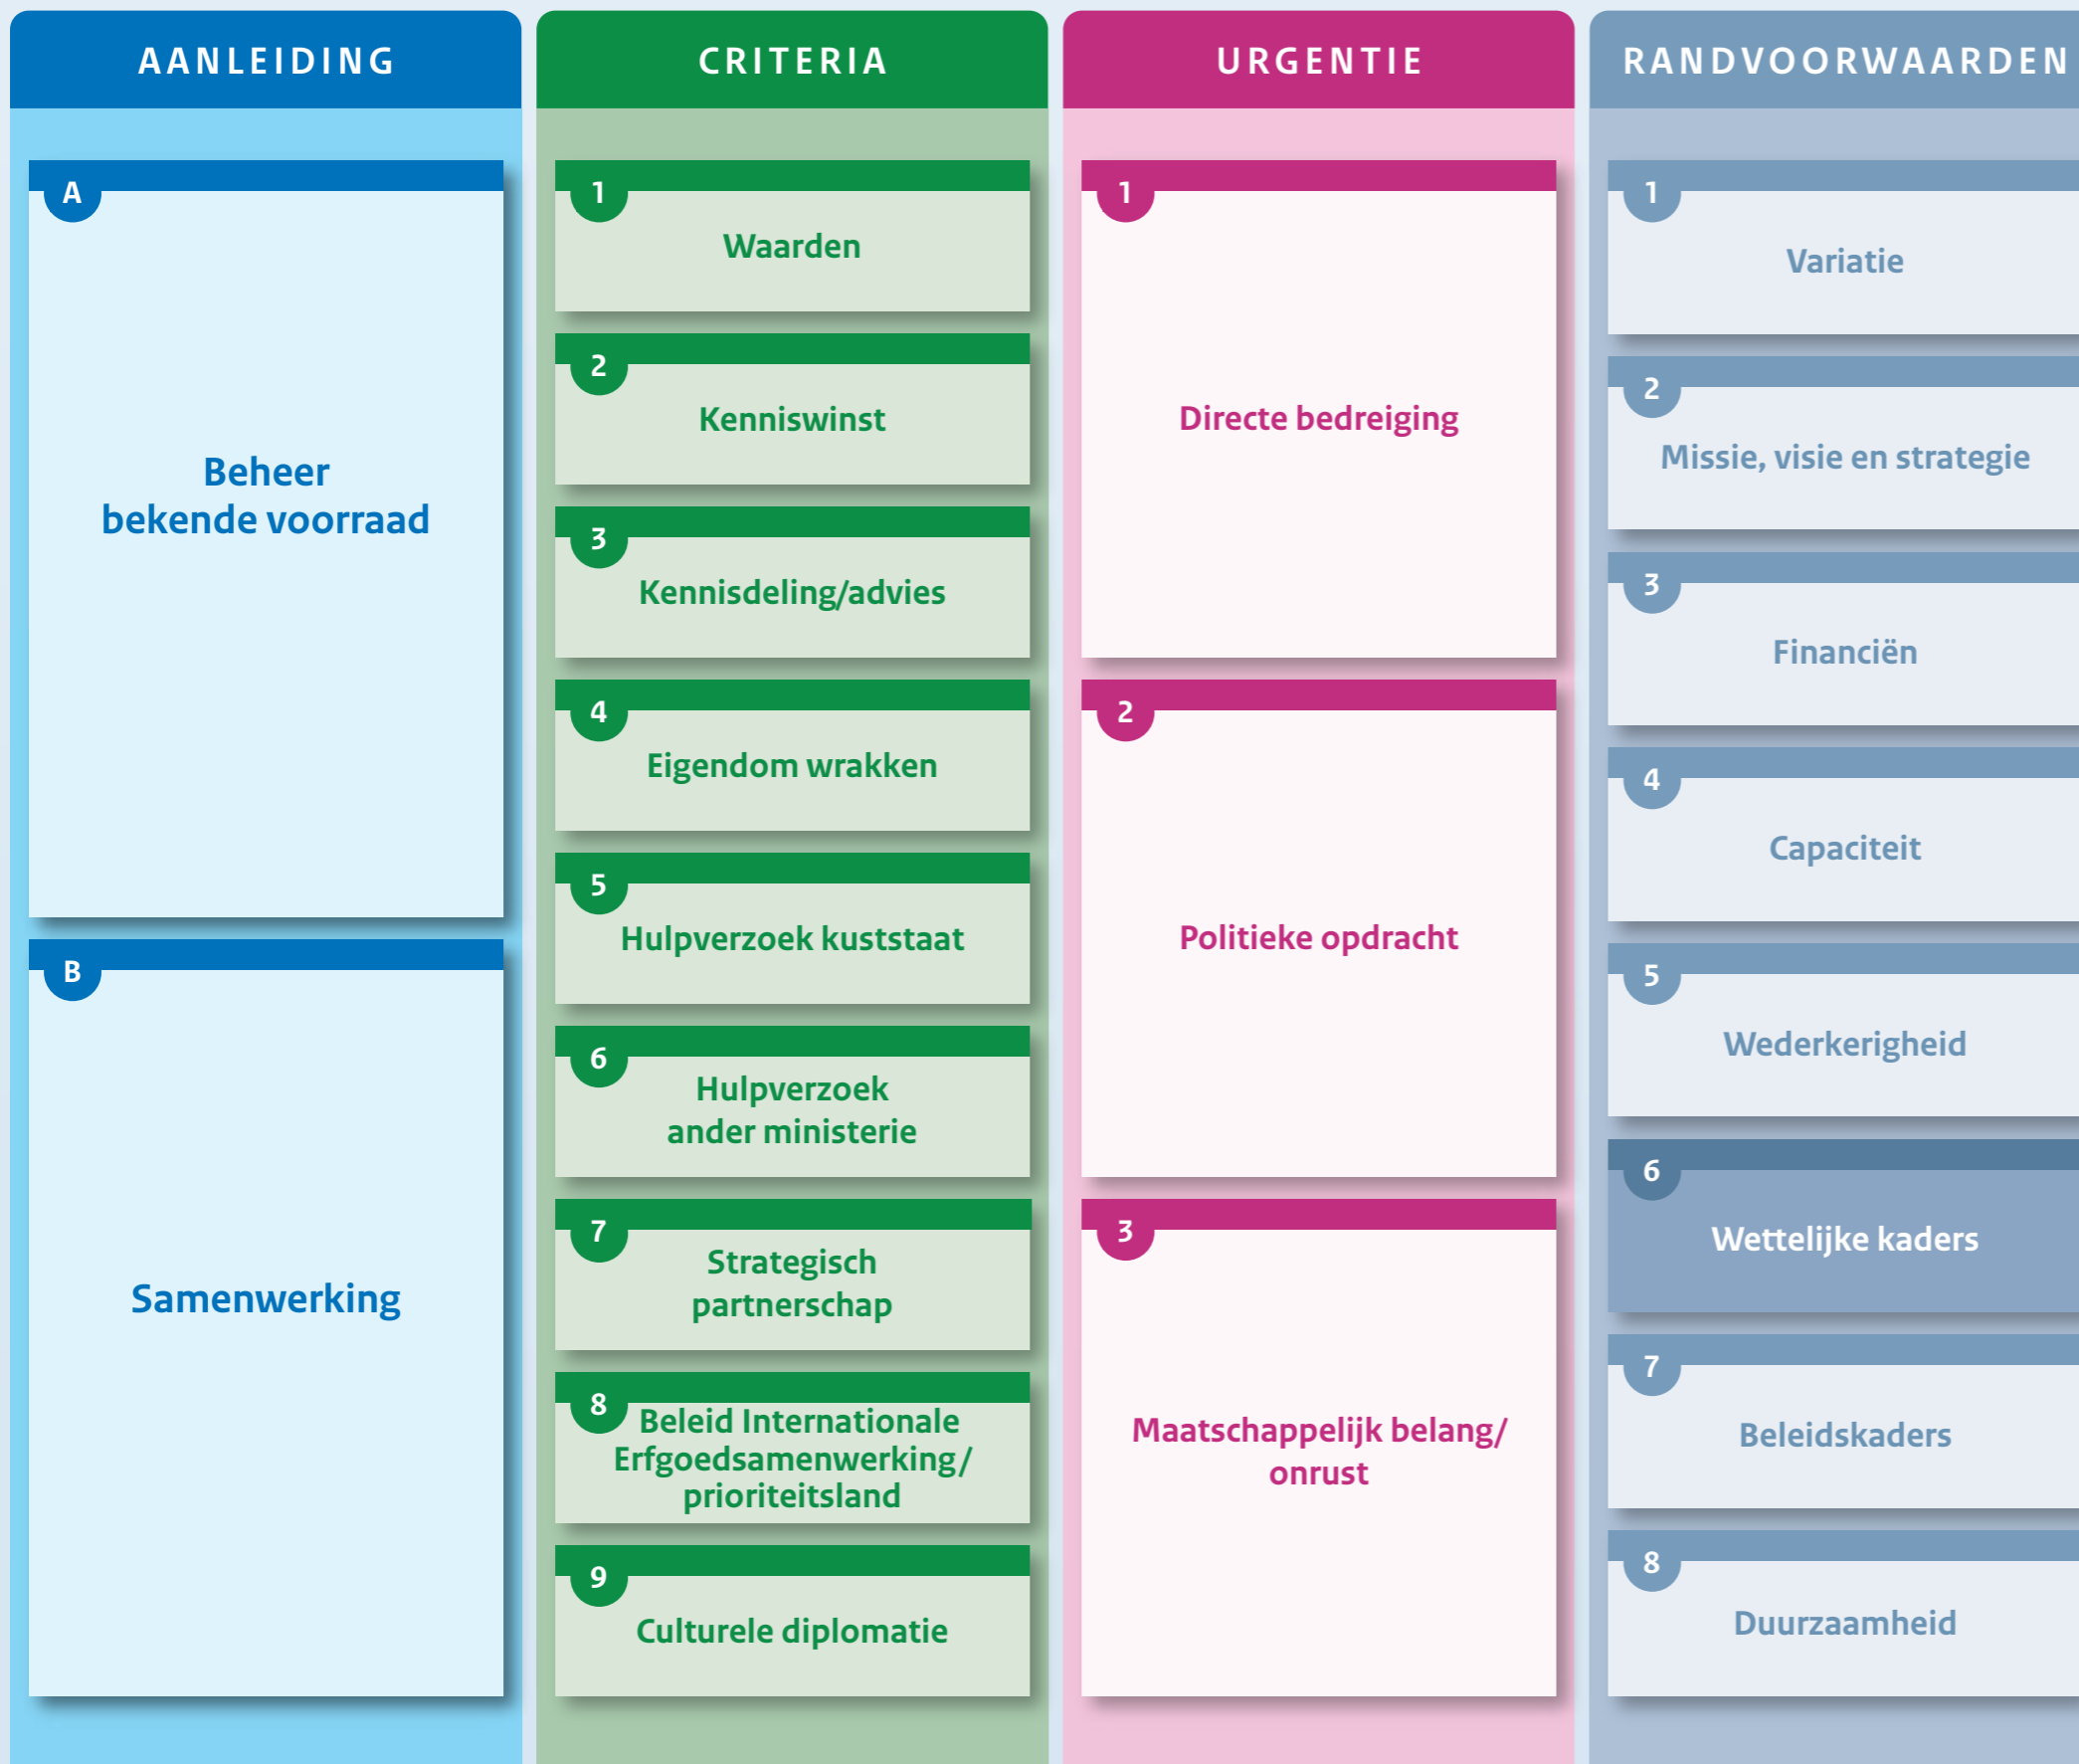 AANLEIDING
A
Beheer
bekende voorraad
B
Samenwerking
CRITERIA
1
Waarden
2
Kenniswinst
3
Kennisdeling/advies
4
Eigendom wrakken
5
Hulpverzoek kuststaat
6
Hulpverzoek
ander ministerie
7
Strategisch
partnerschap
8
Beleid Internationale
Erfgoedsamenwerking/
prioriteitsland
9
Culturele diplomatie
URGENTIE
1
Directe bedreiging
2
Politieke opdracht
3
Maatschappelijk belang/
onrust
RANDVOORWAARDEN
1
Variatie
2
Missie, visie en strategie
3
Financiën
4
Capaciteit
5
Wederkerigheid
6
Wettelijke kaders
7
Beleidskaders
8
Duurzaamheid